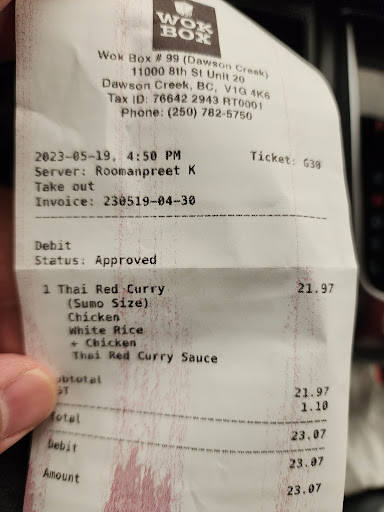 WOK
BOX
Wok Box # 99 (Dawson Creek)
11000 8th St Unit 20
Dawson Creek, BC, V1G 4K6
Tax ID: 76642 2943 RT0001
Phone: (250) 782-5750
2023-05-19, 4:50 PM Ticket: G30
Server: Roomanpreet K
Take out
Invoice: 230519-04-30
Debit
Status: Approved
1 Thai Red Curry 21.97
(Sumo Size)
Chicken
White Rice
+ Chicken
Thai Red Curry Sauce
ubtotal 21.97
ST 1.10
Total 23.07
Debit 23.07
Amount 23.07